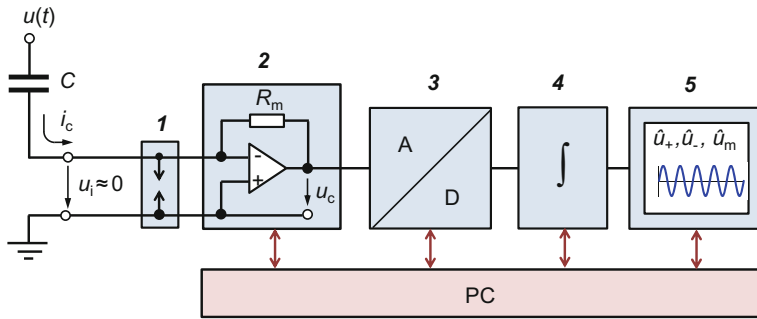 u(t)
C
i_c
u_i ≈ 0
1
2
R_m
-
+
u_c
3
A
D
4
∫
5
û_+, û_-, û_m
PC